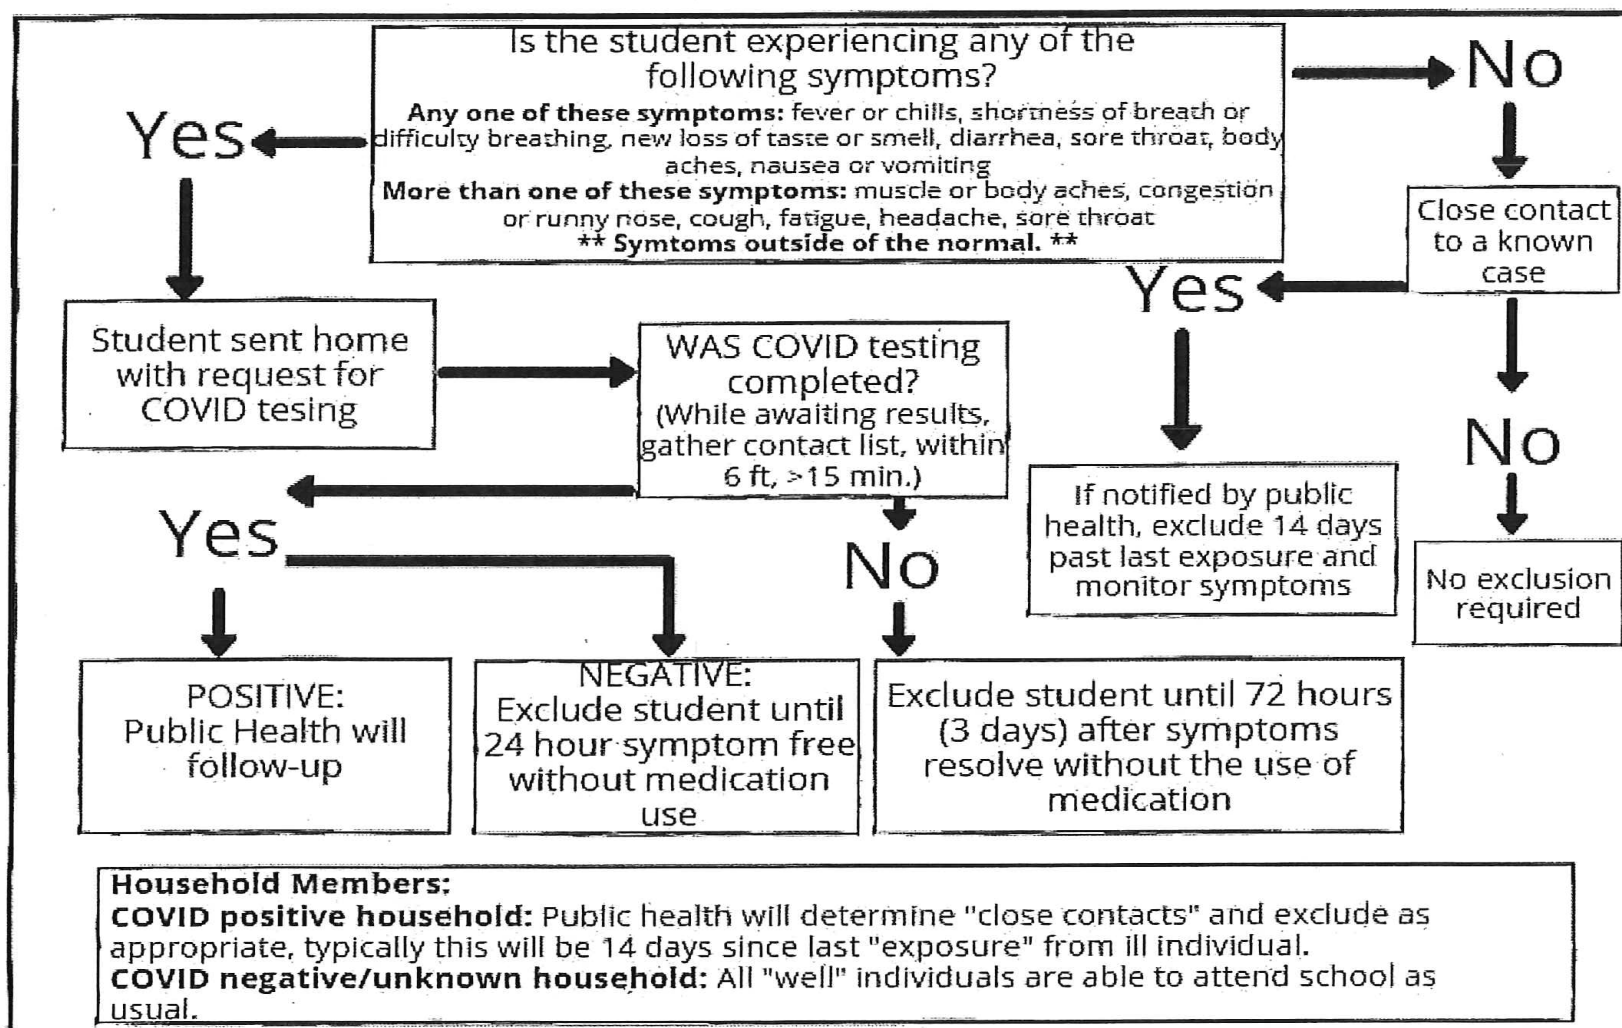 Is the student experiencing any of the
following symptoms?
Any one of these symptoms: fever or chills, shortness of breath or
difficulty breathing, new loss of taste or smell, diarrhea, sore throat, body
aches, nausea or vomiting
More than one of these symptoms: muscle or body aches, congestion
or runny nose, cough, fatigue, headache, sore throat
** Symtoms outside of the normal. **
No
Yes
Close contact
to a known
case
Yes
Student sent home
with request for
COVID tesing
WAS COVID testing
completed?
(While awaiting results,
gather contact list, within
6 ft, >15 min.)
No
If notified by public
health, exclude 14 days
past last exposure and
monitor symptoms
Yes
No
No exclusion
required
POSITIVE:
Public Health will
follow-up
NEGATIVE:
Exclude student until
24 hour symptom free
without medication
use
Exclude student until 72 hours
(3 days) after symptoms
resolve without the use of
medication
Household Members:
COVID positive household: Public health will determine "close contacts" and exclude as
appropriate, typically this will be 14 days since last "exposure" from ill individual.
COVID negative/unknown household: All "well" individuals are able to attend school as
usual.